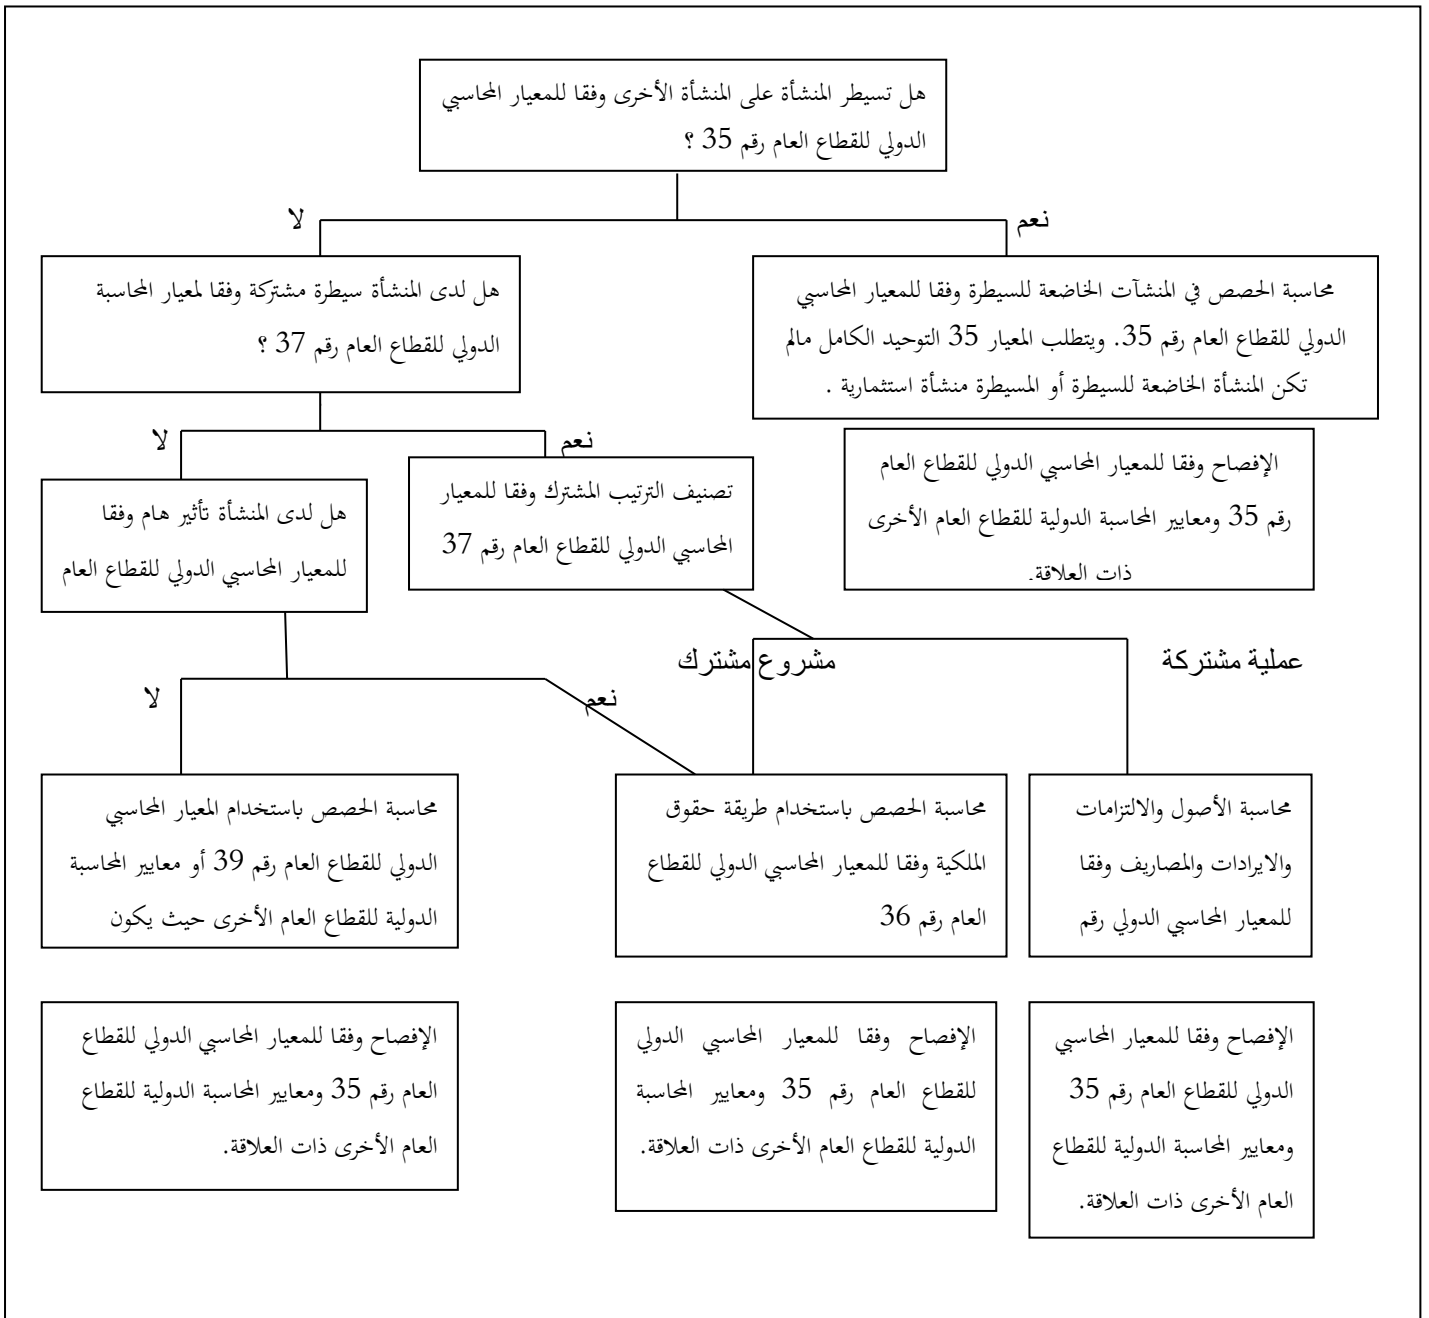 هل تسيطر المنشأة على المنشأة الأخرى وفقا للمعيار المحاسبي
الدولي للقطاع العام رقم 35 ؟
نعم
لا
محاسبة الحصص في المنشآت الخاضعة للسيطرة وفقا للمعيار المحاسبي
الدولي للقطاع العام رقم 35. ويتطلب المعيار 35 التوحيد الكامل مالم
تكن المنشأة الخاضعة للسيطرة أو المسيطرة منشأة استثمارية .
هل لدى المنشأة سيطرة مشتركة وفقا لمعيار المحاسبة
الدولي للقطاع العام رقم 37 ؟
نعم
لا
الإفصاح وفقا للمعيار المحاسبي الدولي للقطاع العام
رقم 35 ومعايير المحاسبة الدولية للقطاع العام الأخرى
ذات العلاقة.
تصنيف الترتيب المشترك وفقا للمعيار
المحاسبي الدولي للقطاع العام رقم 37
هل لدى المنشأة تأثير هام وفقا
للمعيار المحاسبي الدولي للقطاع العام
عملية مشتركة
مشروع مشترك
نعم
لا
محاسبة الأصول والالتزامات
والايرادات والمصاريف وفقا
للمعيار المحاسبي الدولي رقم
محاسبة الحصص باستخدام طريقة حقوق
الملكية وفقا للمعيار المحاسبي الدولي للقطاع
العام رقم 36
محاسبة الحصص باستخدام المعيار المحاسبي
الدولي للقطاع العام رقم 39 أو معايير المحاسبة
الدولية للقطاع العام الأخرى حيث يكون
الإفصاح وفقا للمعيار المحاسبي
الدولي للقطاع العام رقم 35
ومعايير المحاسبة الدولية للقطاع
العام الأخرى ذات العلاقة.
الإفصاح وفقا للمعيار المحاسبي الدولي
للقطاع العام رقم 35 ومعايير المحاسبة
الدولية للقطاع العام الأخرى ذات العلاقة.
الإفصاح وفقا للمعيار المحاسبي الدولي للقطاع
العام رقم 35 ومعايير المحاسبة الدولية للقطاع
العام الأخرى ذات العلاقة.